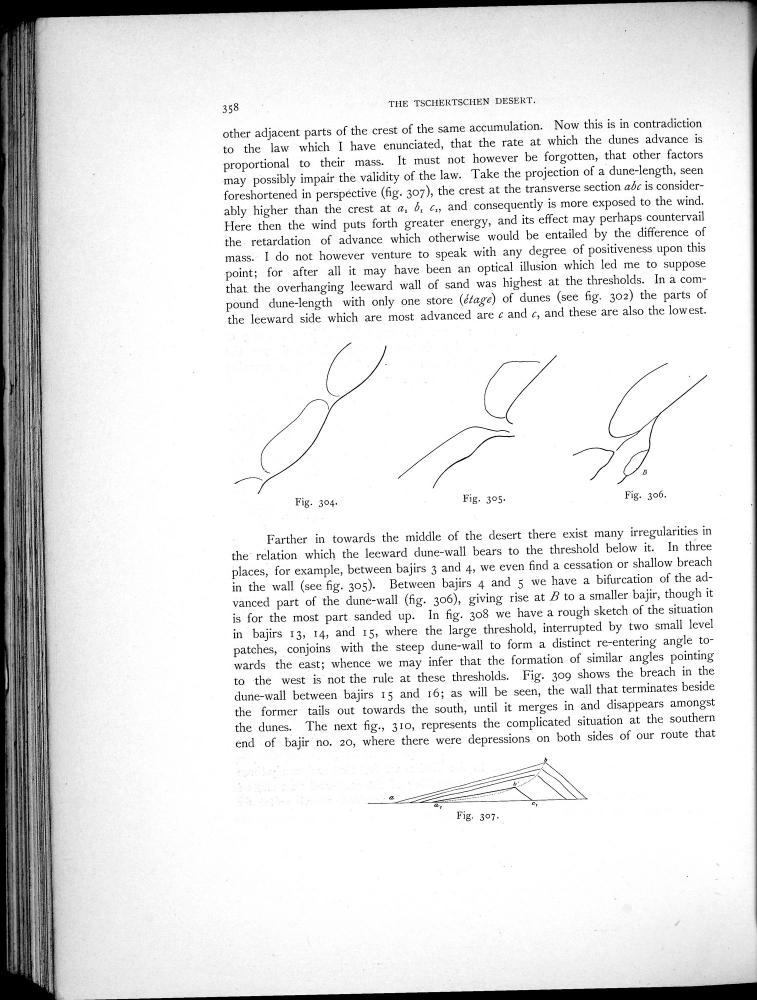 358
THE TSCHERTSCHEN DESERT.
other adjacent parts of the crest of the same accumulation. Now this is in contradiction
to the law which I have enunciated, that the rate at which the dunes advance is
proportional to their mass. It must not however be forgotten, that other factors
may possibly impair the validity of the law. Take the projection of a dune-length, seen
foreshortened in perspective (fig. 307), the crest at the transverse section abc is consider-
ably higher than the crest at a, b, c,, and consequently is more exposed to the wind.
Here then the wind puts forth greater energy, and its effect may perhaps countervail
the retardation of advance which otherwise would be entailed by the difference of
mass. I do not however venture to speak with any degree of positiveness upon this
point; for after all it may have been an optical illusion which led me to suppose
that the overhanging leeward wall of sand was highest at the thresholds. In a com-
pound dune-length with only one store (étage) of dunes (see fig. 302) the parts of
the leeward side which are most advanced are c and c, and these are also the lowest.
B
Fig. 304.
Fig. 305.
Fig. 306.
Farther in towards the middle of the desert there exist many irregularities in
the relation which the leeward dune-wall bears to the threshold below it. In three
places, for example, between bajirs 3 and 4, we even find a cessation or shallow breach
in the wall (see fig. 305). Between bajirs 4 and 5 we have a bifurcation of the ad-
vanced part of the dune-wall (fig. 306), giving rise at B to a smaller bajir, though it
is for the most part sanded up. In fig. 308 we have a rough sketch of the situation
in bajirs 13, 14, and 15, where the large threshold, interrupted by two small level
patches, conjoins with the steep dune-wall to form a distinct re-entering angle to-
wards the east; whence we may infer that the formation of similar angles pointing
to the west is not the rule at these thresholds. Fig. 309 shows the breach in the
dune-wall between bajirs 15 and 16; as will be seen, the wall that terminates beside
the former tails out towards the south, until it merges in and disappears amongst
the dunes. The next fig., 310, represents the complicated situation at the southern
end of bajir no. 20, where there were depressions on both sides of our route that
b
a
b'
a,
c,
Fig. 307.